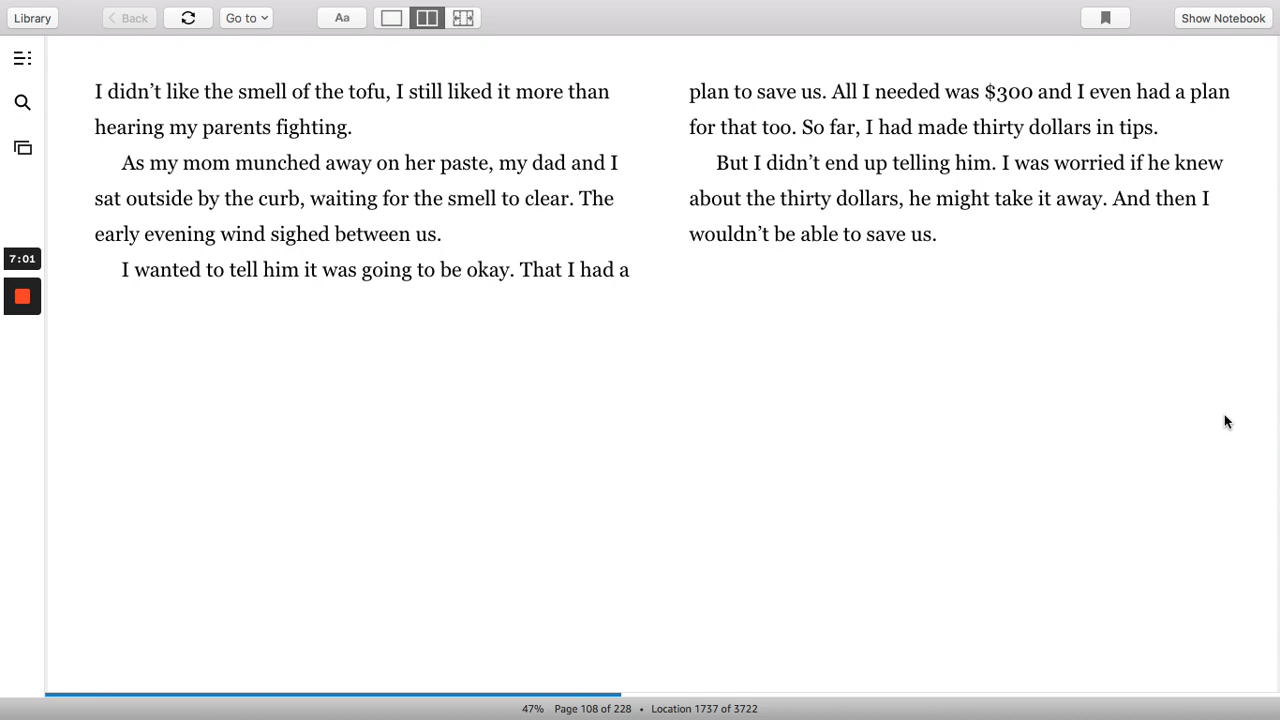 Library
Back
Go to
Aa
Show Notebook
7:01
I didn’t like the smell of the tofu, I still liked it more than
hearing my parents fighting.
As my mom munched away on her paste, my dad and I
sat outside by the curb, waiting for the smell to clear. The
early evening wind sighed between us.
I wanted to tell him it was going to be okay. That I had a
plan to save us. All I needed was $300 and I even had a plan
for that too. So far, I had made thirty dollars in tips.
But I didn’t end up telling him. I was worried if he knew
about the thirty dollars, he might take it away. And then I
wouldn’t be able to save us.
47% Page 108 of 228 • Location 1737 of 3722